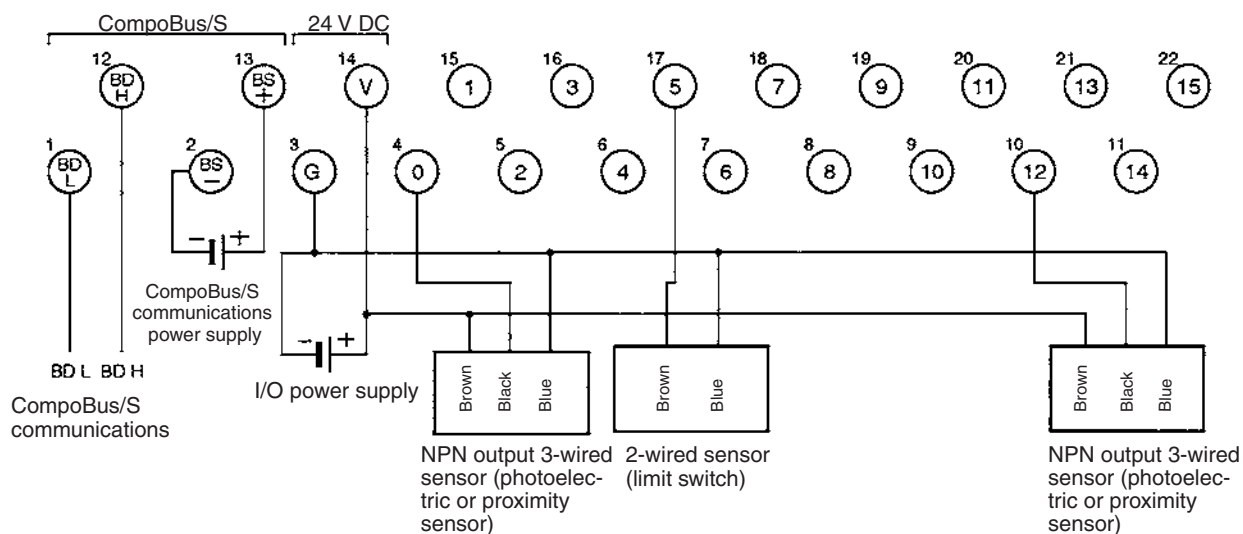 CompoBus/S 24 V DC
12 13 14 15 16 17 18 19 20 21 22
BD H BS + V 1 3 5 7 9 11 13 15
1 2 3 4 5 6 7 8 9 10 11
BD L BS − G 0 2 4 6 8 10 12 14
− +
CompoBus/S
communications
power supply
− +
BD L BD H
I/O power supply
CompoBus/S
communications
Brown Black Blue
Brown Blue
Brown Black Blue
NPN output 3-wired
sensor (photoelec-
tric or proximity
sensor)
2-wired sensor
(limit switch)
NPN output 3-wired
sensor (photoelec-
tric or proximity
sensor)